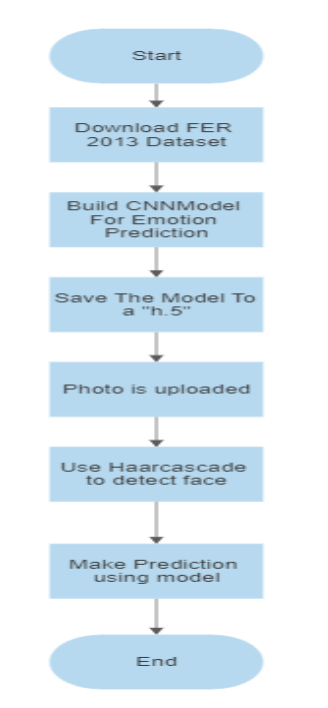 Start
Download FER
2013 Dataset
Build CNNModel
For Emotion
Prediction
Save The Model To
a "h.5"
Photo is uploaded
Use Haarcascade
to detect face
Make Prediction
using model
End